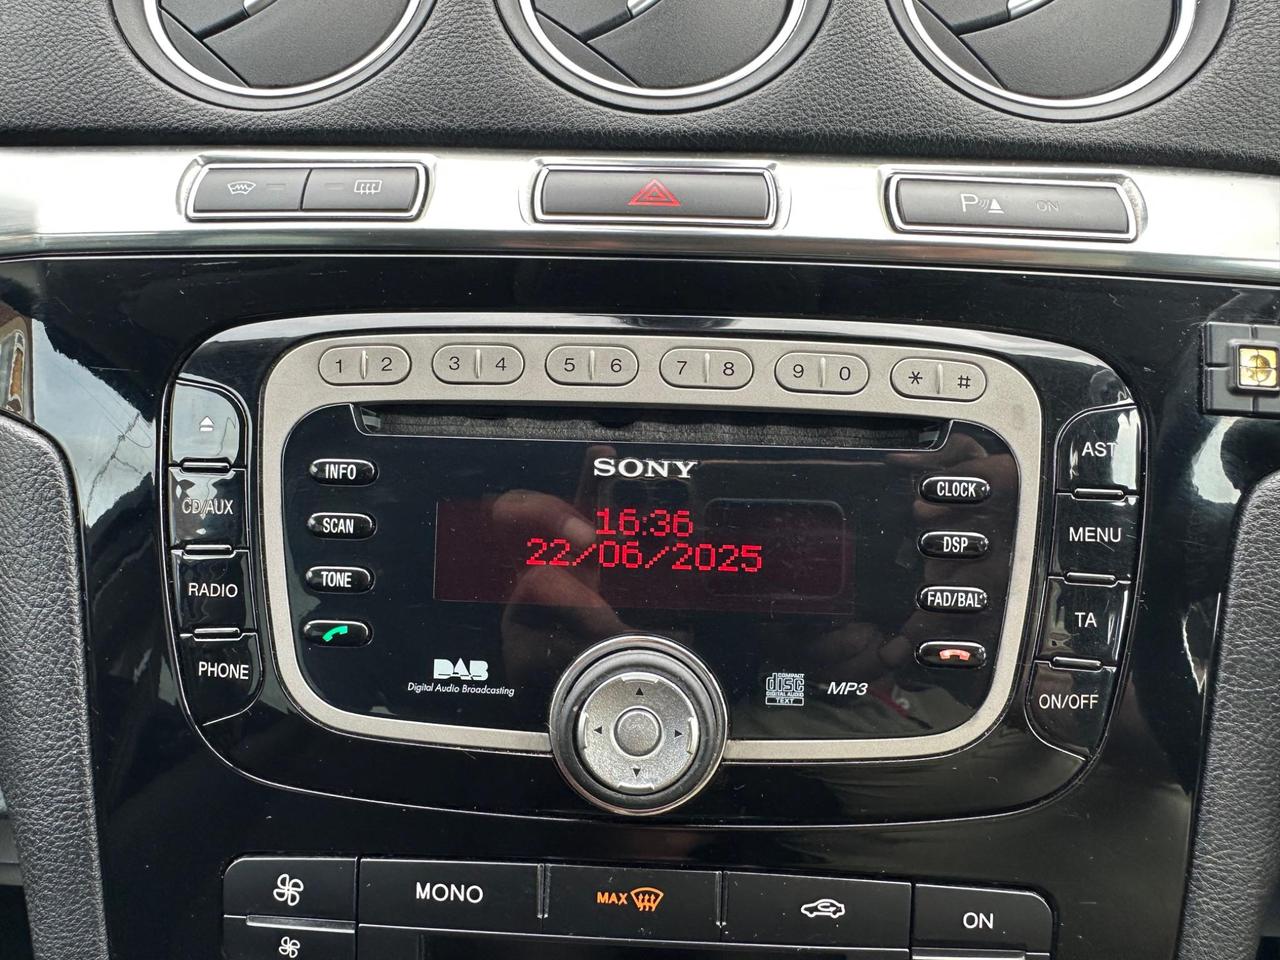 P ON
1 2 3 4 5 6 7 8 9 0 * #
SONY
INFO
SCAN
TONE
CD/AUX
RADIO
PHONE
16:36
22/06/2025
CLOCK
DSP
FAD/BAL
AST
MENU
TA
ON/OFF
DAB
Digital Audio Broadcasting
COMPACT
disc
DIGITAL AUDIO
TEXT
MP3
MONO
MAX
ON